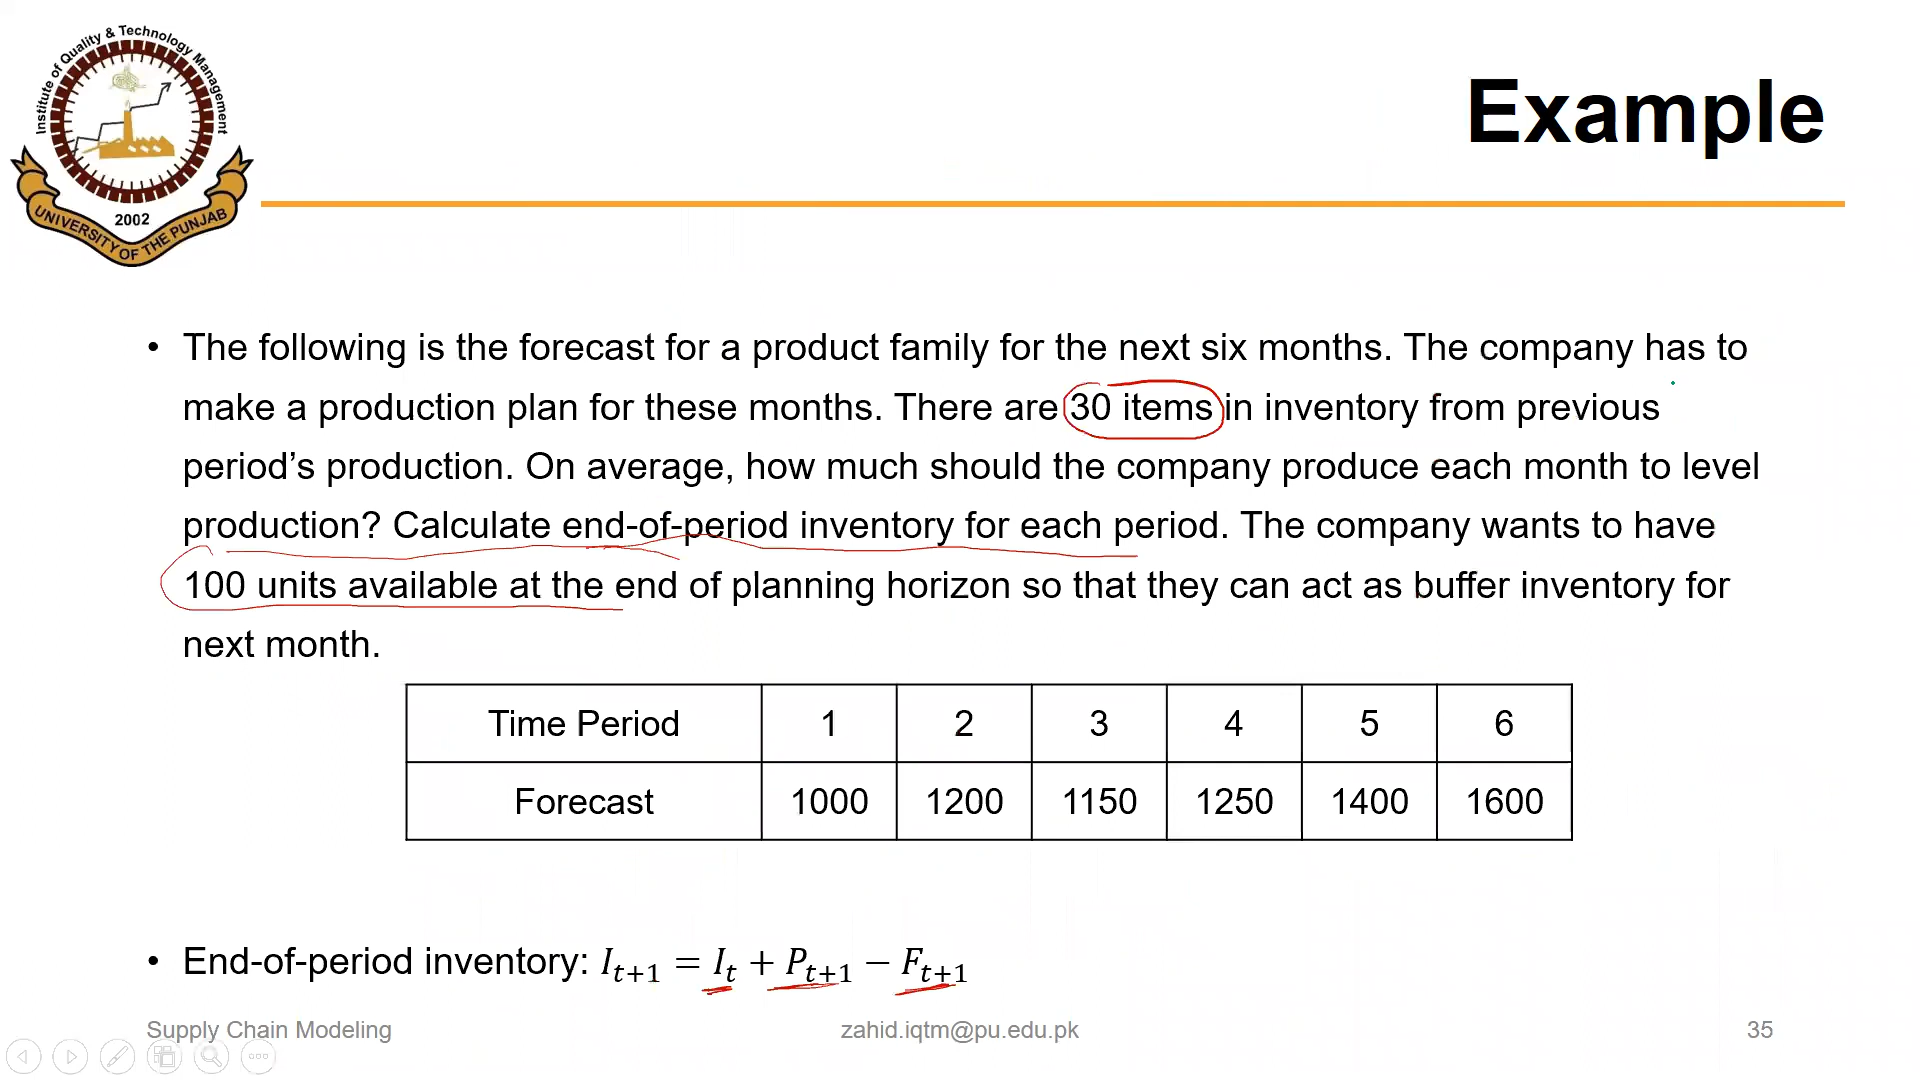 Institute of Quality & Technology Management
2002
UNIVERSITY OF THE PUNJAB
Example
• The following is the forecast for a product family for the next six months. The company has to
make a production plan for these months. There are 30 items in inventory from previous
period’s production. On average, how much should the company produce each month to level
production? Calculate end-of-period inventory for each period. The company wants to have
100 units available at the end of planning horizon so that they can act as buffer inventory for
next month.
Time Period 1 2 3 4 5 6
Forecast 1000 1200 1150 1250 1400 1600
• End-of-period inventory: Iₜ₊₁ = Iₜ + Pₜ₊₁ − Fₜ₊₁
Supply Chain Modeling zahid.iqtm@pu.edu.pk 35